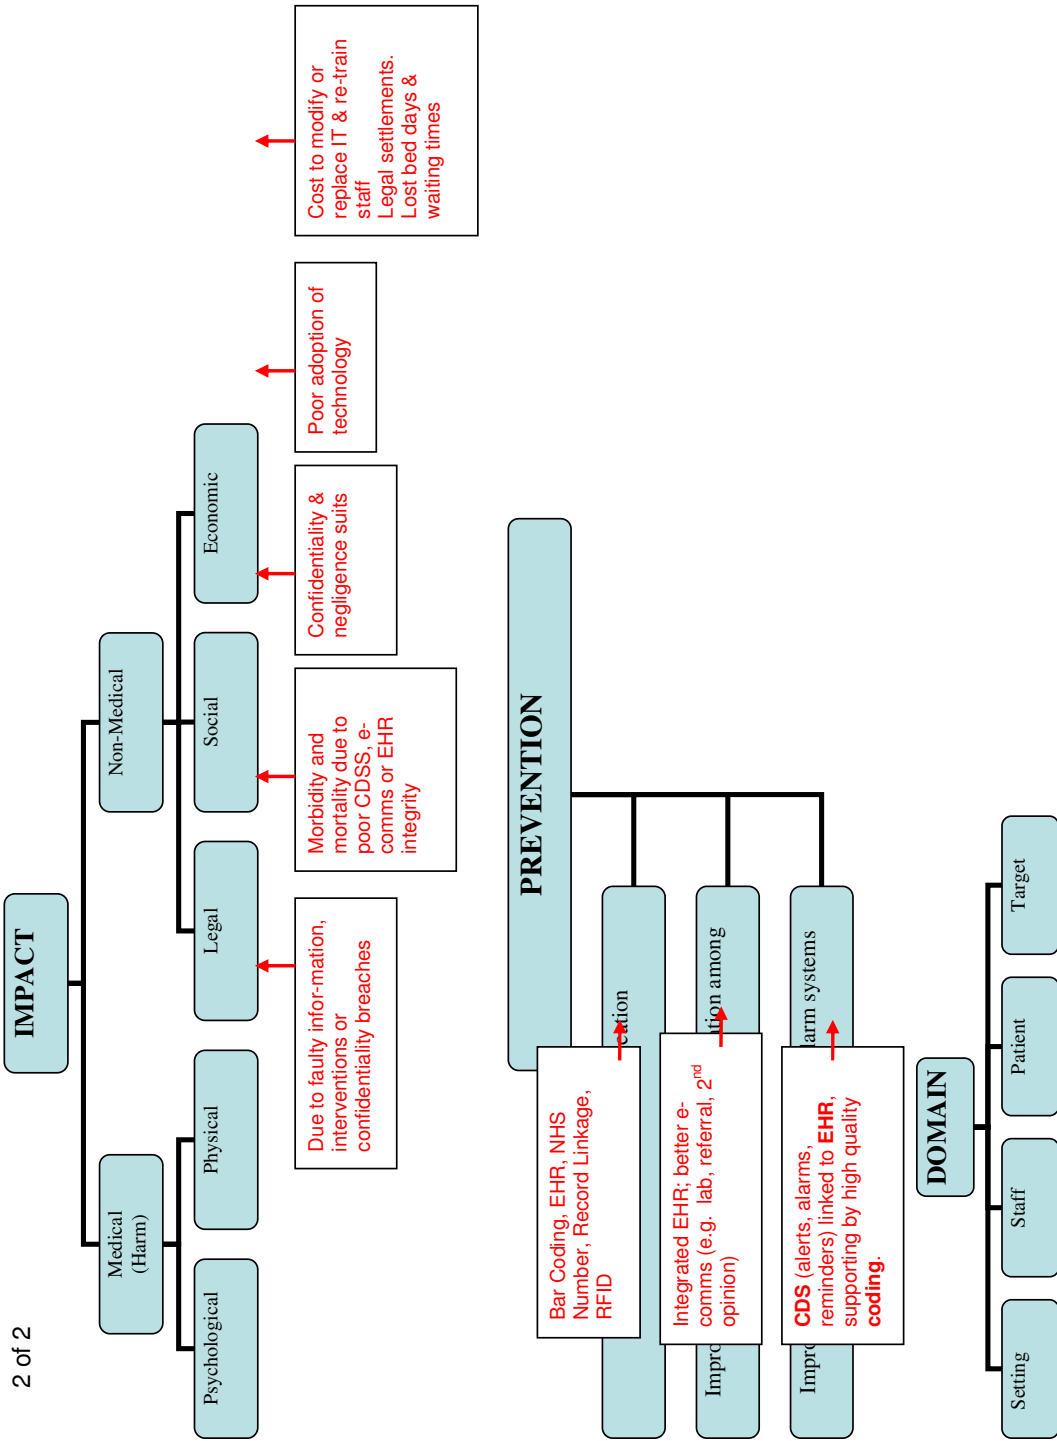 2 of 2
IMPACT
Medical
(Harm)
Non-Medical
Psychological
Physical
Legal
Social
Economic
Due to faulty infor-mation,
interventions or
confidentiality breaches
Morbidity and
mortality due to
poor CDSS, e-
comms or EHR
integrity
Confidentiality &
negligence suits
Poor adoption of
technology
Cost to modify or
replace IT & re-train
staff
Legal settlements.
Lost bed days &
waiting times
PREVENTION
Bar Coding, EHR, NHS
Number, Record Linkage,
RFID
Integrated EHR; better e-
comms (e.g. lab, referral, 2nd
opinion)
among
CDS (alerts, alarms,
reminders) linked to EHR,
supporting by high quality
coding.
systems
DOMAIN
Setting
Staff
Patient
Target